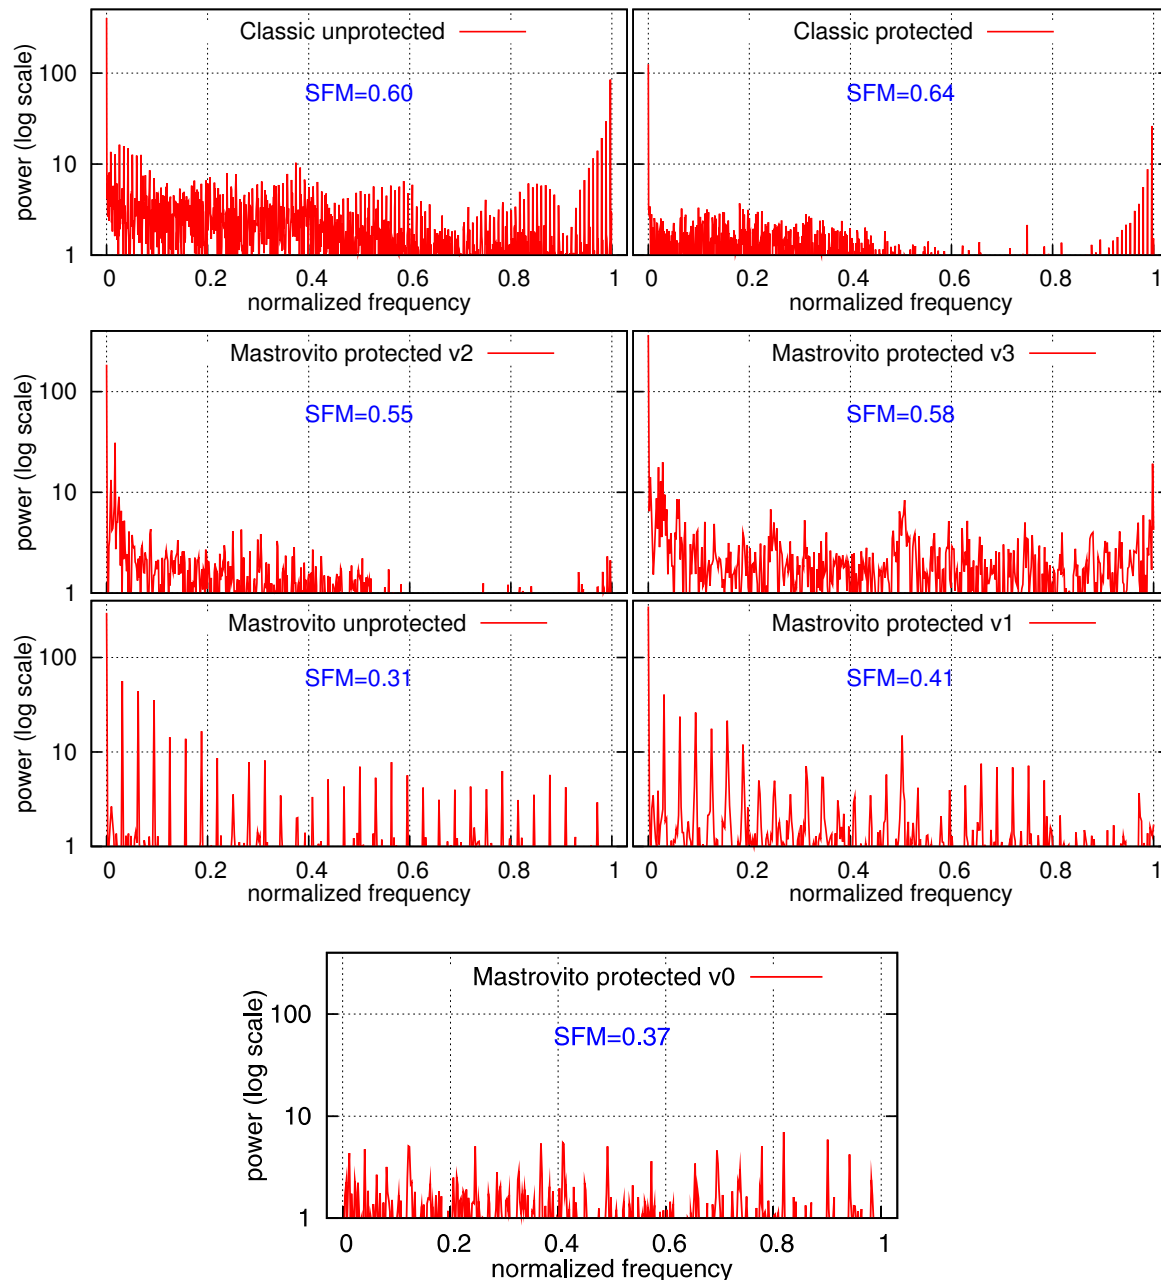 Classic unprotected
SFM=0.60
power (log scale)
100
10
1
0 0.2 0.4 0.6 0.8 1
normalized frequency
Classic protected
SFM=0.64
0 0.2 0.4 0.6 0.8 1
normalized frequency
Mastrovito protected v2
SFM=0.55
power (log scale)
100
10
1
Mastrovito protected v3
SFM=0.58
Mastrovito unprotected
SFM=0.31
power (log scale)
100
10
1
0 0.2 0.4 0.6 0.8 1
normalized frequency
Mastrovito protected v1
SFM=0.41
0 0.2 0.4 0.6 0.8 1
normalized frequency
Mastrovito protected v0
SFM=0.37
power (log scale)
100
10
1
0 0.2 0.4 0.6 0.8 1
normalized frequency